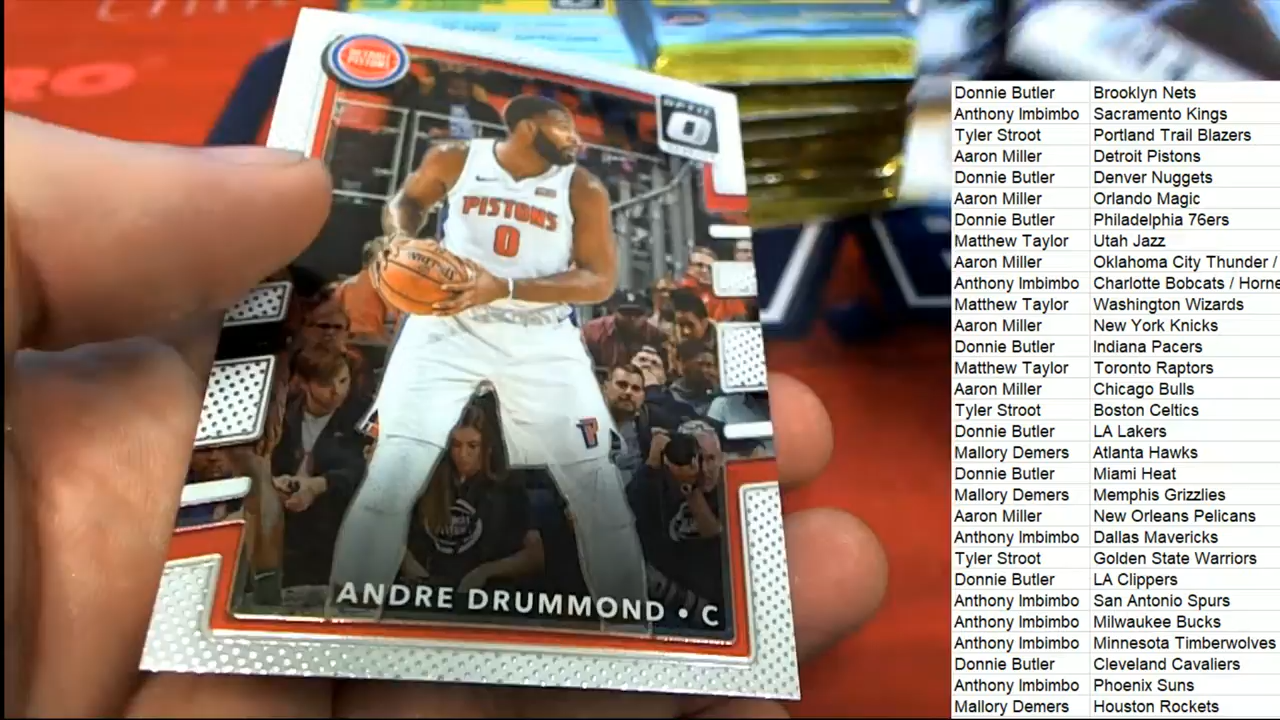 DETROIT
PISTONS
OPTIC
PISTONS
0
ANDRE DRUMMOND • C
Donnie Butler Brooklyn Nets
Anthony Imbimbo Sacramento Kings
Tyler Stroot Portland Trail Blazers
Aaron Miller Detroit Pistons
Donnie Butler Denver Nuggets
Aaron Miller Orlando Magic
Donnie Butler Philadelphia 76ers
Matthew Taylor Utah Jazz
Aaron Miller Oklahoma City Thunder /
Anthony Imbimbo Charlotte Bobcats / Horne
Matthew Taylor Washington Wizards
Aaron Miller New York Knicks
Donnie Butler Indiana Pacers
Matthew Taylor Toronto Raptors
Aaron Miller Chicago Bulls
Tyler Stroot Boston Celtics
Donnie Butler LA Lakers
Mallory Demers Atlanta Hawks
Donnie Butler Miami Heat
Mallory Demers Memphis Grizzlies
Aaron Miller New Orleans Pelicans
Anthony Imbimbo Dallas Mavericks
Tyler Stroot Golden State Warriors
Donnie Butler LA Clippers
Anthony Imbimbo San Antonio Spurs
Anthony Imbimbo Milwaukee Bucks
Anthony Imbimbo Minnesota Timberwolves
Donnie Butler Cleveland Cavaliers
Anthony Imbimbo Phoenix Suns
Mallory Demers Houston Rockets